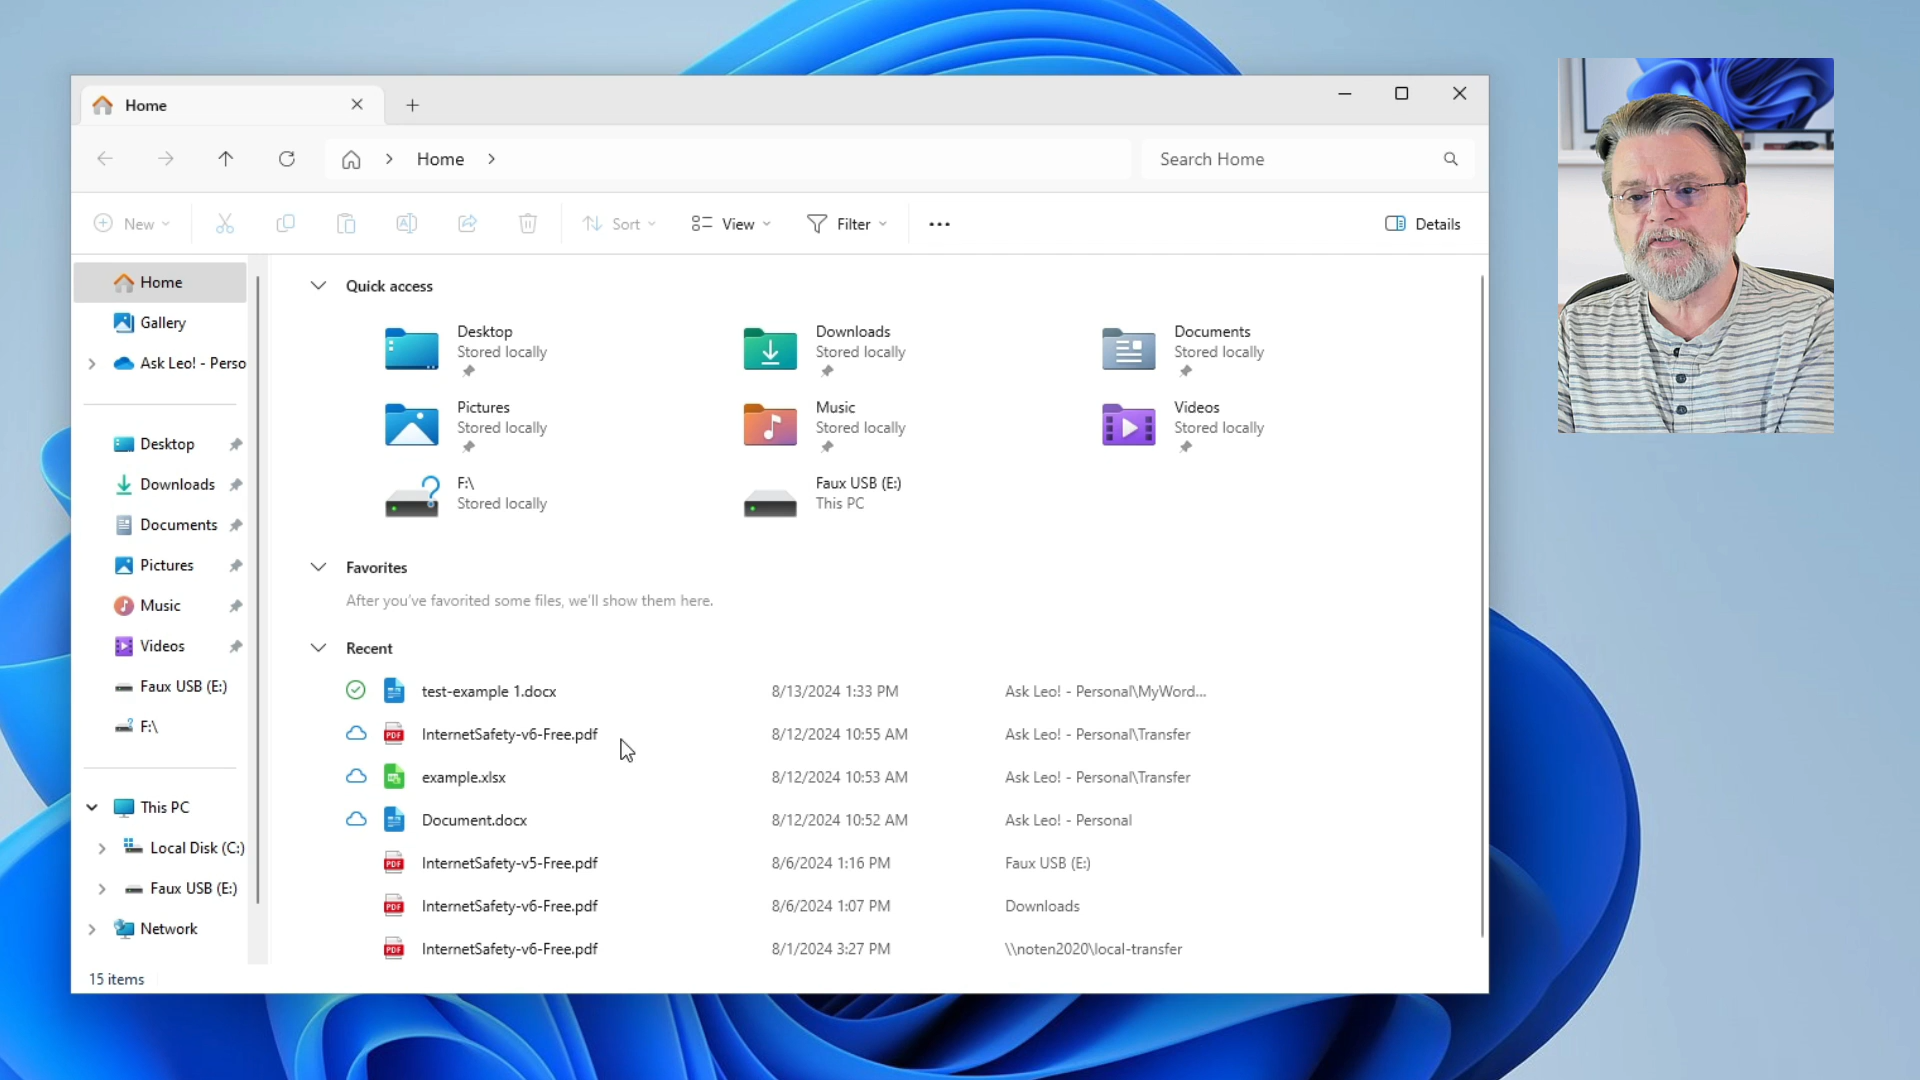 Home
Home
Search Home
New
Sort
View
Filter
Details
Home
Gallery
Ask Leo! - Perso
Desktop
Downloads
Documents
Pictures
Music
Videos
Faux USB (E:)
F:\
This PC
Local Disk (C:)
Faux USB (E:)
Network
Quick access
Desktop
Stored locally
Downloads
Stored locally
Documents
Stored locally
Pictures
Stored locally
Music
Stored locally
Videos
Stored locally
F:\
Stored locally
Faux USB (E:)
This PC
Favorites
After you've favorited some files, we'll show them here.
Recent
test-example 1.docx 8/13/2024 1:33 PM Ask Leo! - Personal\MyWord...
PDF InternetSafety-v6-Free.pdf 8/12/2024 10:55 AM Ask Leo! - Personal\Transfer
example.xlsx 8/12/2024 10:53 AM Ask Leo! - Personal\Transfer
Document.docx 8/12/2024 10:52 AM Ask Leo! - Personal
PDF InternetSafety-v5-Free.pdf 8/6/2024 1:16 PM Faux USB (E:)
PDF InternetSafety-v6-Free.pdf 8/6/2024 1:07 PM Downloads
PDF InternetSafety-v6-Free.pdf 8/1/2024 3:27 PM \\noten2020\local-transfer
15 items